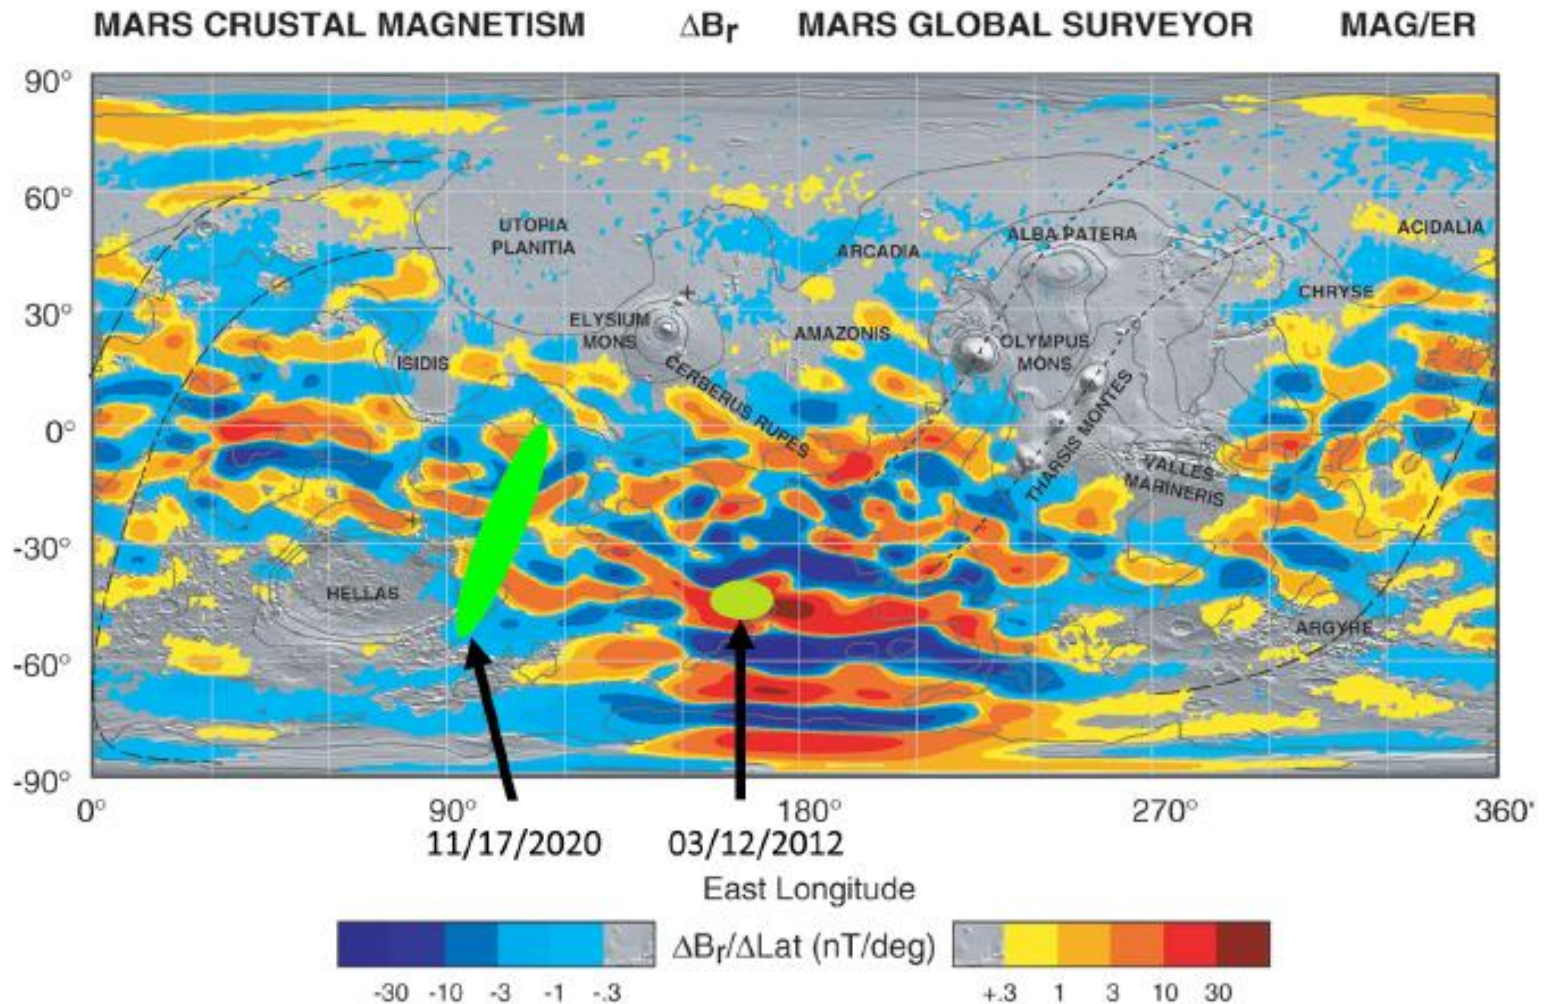 MARS CRUSTAL MAGNETISM ΔBr MARS GLOBAL SURVEYOR MAG/ER
90°
60°
30°
0°
-30°
-60°
-90°
UTOPIA
PLANITIA
ARCADIA
ALBA PATERA
ACIDALIA
CHRYSE
ELYSIUM
MONS
AMAZONIS
OLYMPUS
MONS
ISIDIS
CERBERUS RUPES
THARSIS MONTES
VALLES
MARINERIS
HELLAS
ARGYRE
0° 90° 180° 270° 360'
11/17/2020 03/12/2012
East Longitude
ΔBr/ΔLat (nT/deg)
-30 -10 -3 -1 -.3 +.3 1 3 10 30